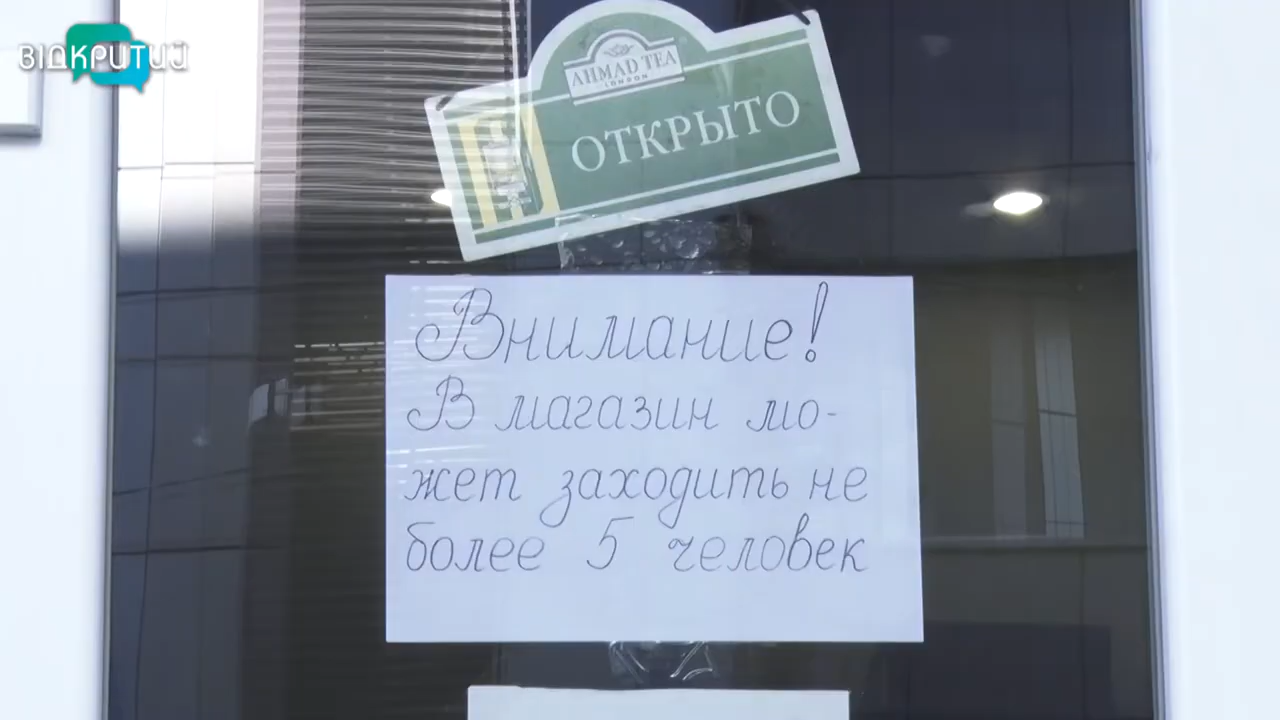 ВІДКРИТИЙ
AHMAD TEA
LONDON
ОТКРЫТО
Внимание!
В магазин мо-
жет заходить не
более 5 человек